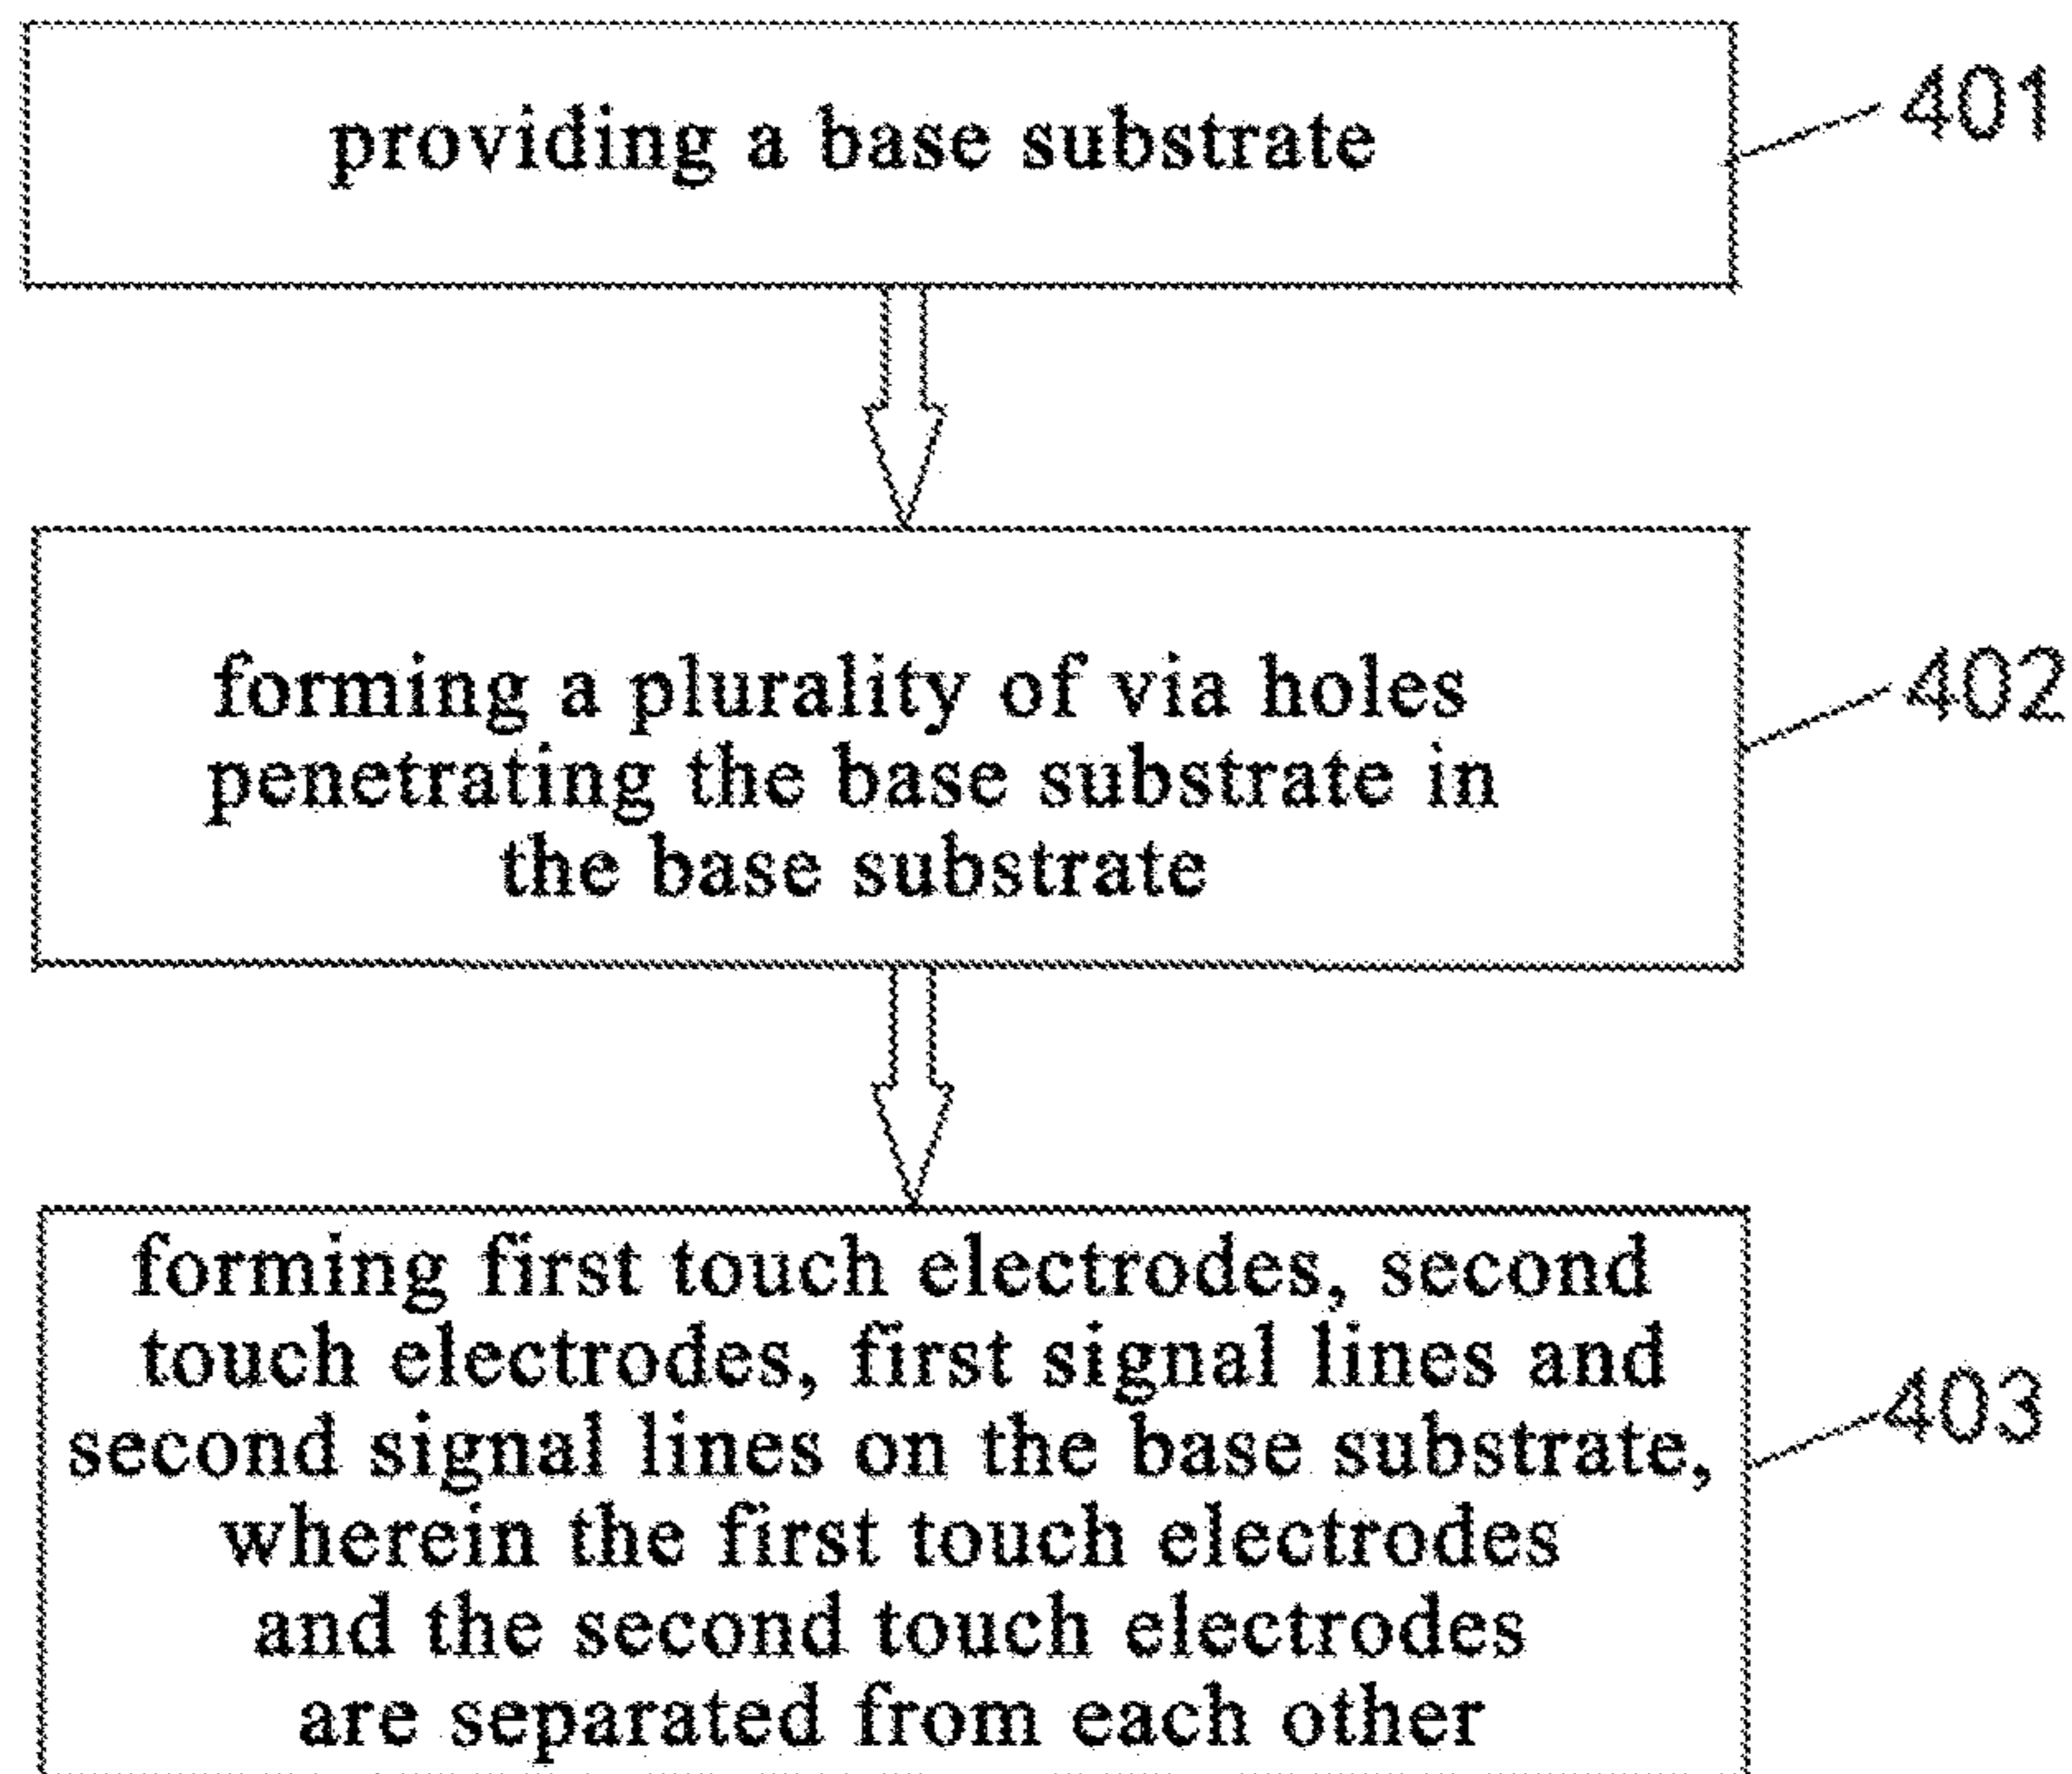 providing a base substrate
401
forming a plurality of via holes
penetrating the base substrate in
the base substrate
402
forming first touch electrodes, second
touch electrodes, first signal lines and
second signal lines on the base substrate,
wherein the first touch electrodes
and the second touch electrodes
are separated from each other
403